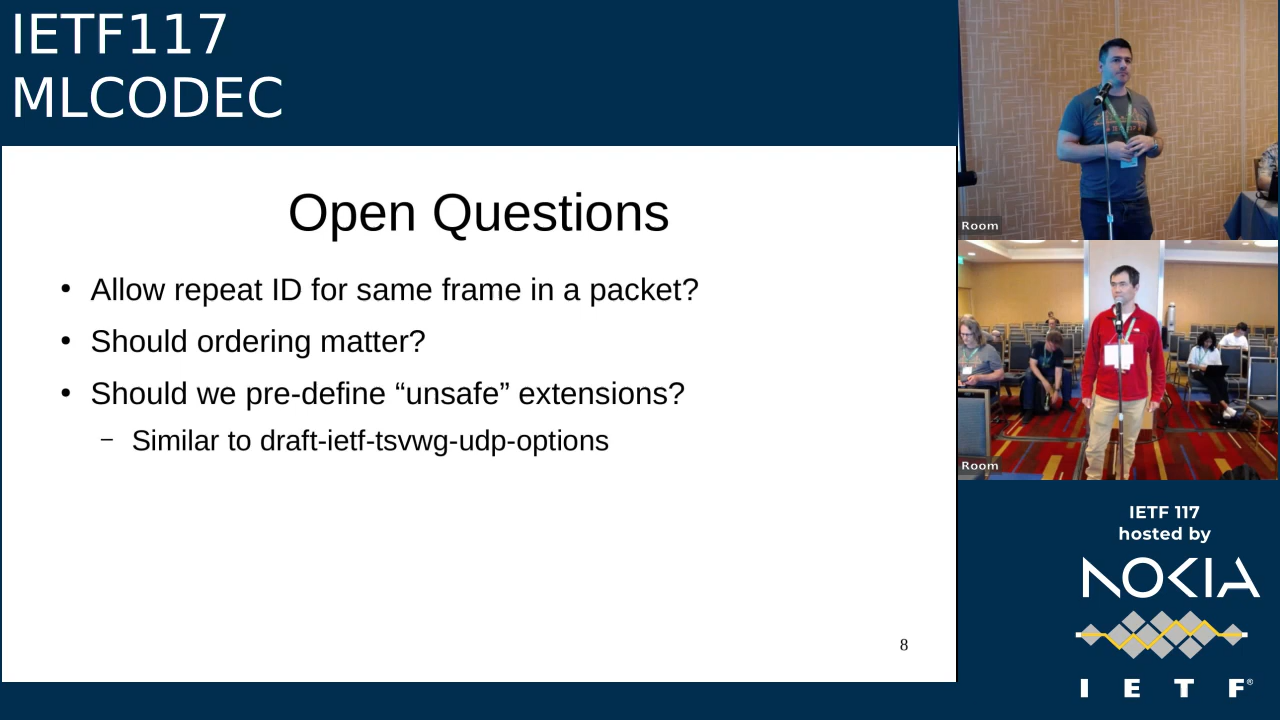 IETF117
MLCODEC
Open Questions
• Allow repeat ID for same frame in a packet?
• Should ordering matter?
• Should we pre-define “unsafe” extensions?
– Similar to draft-ietf-tsvwg-udp-options
8
Room
Room
IETF 117
hosted by
NOKIA
I E T F®